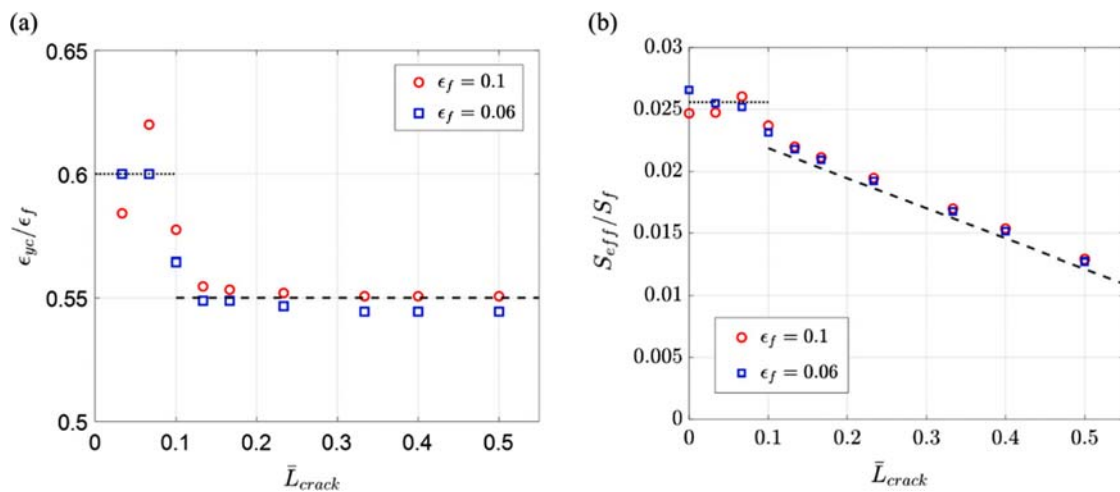 (a)
0.65
0.6
0.55
0.5
ϵ_yc/ϵ_f
ϵ_f = 0.1
ϵ_f = 0.06
0 0.1 0.2 0.3 0.4 0.5
L̄_crack
(b)
0.03
0.025
0.02
0.015
0.01
0.005
0
S_eff/S_f
ϵ_f = 0.1
ϵ_f = 0.06
0 0.1 0.2 0.3 0.4 0.5
L̄_crack